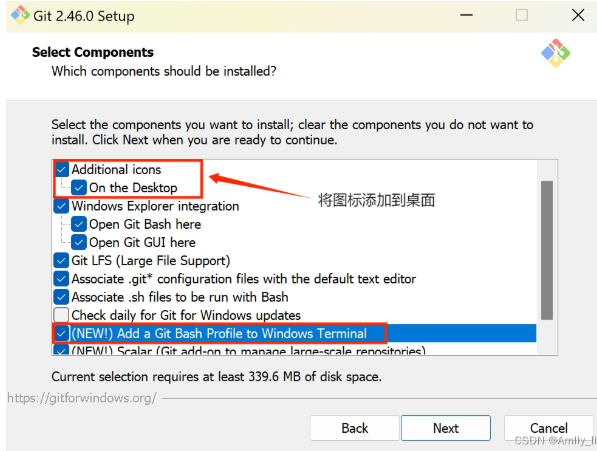 Git 2.46.0 Setup
Select Components
Which components should be installed?
Select the components you want to install; clear the components you do not want to
install. Click Next when you are ready to continue.
Additional icons
On the Desktop
将图标添加到桌面
Windows Explorer integration
Open Git Bash here
Open Git GUI here
Git LFS (Large File Support)
Associate .git* configuration files with the default text editor
Associate .sh files to be run with Bash
Check daily for Git for Windows updates
(NEW!) Add a Git Bash Profile to Windows Terminal
(NEW!) Scalar (Git add-on to manage large-scale repositories)
Current selection requires at least 339.6 MB of disk space.
https://gitforwindows.org/
Back Next Cancel
CSDN